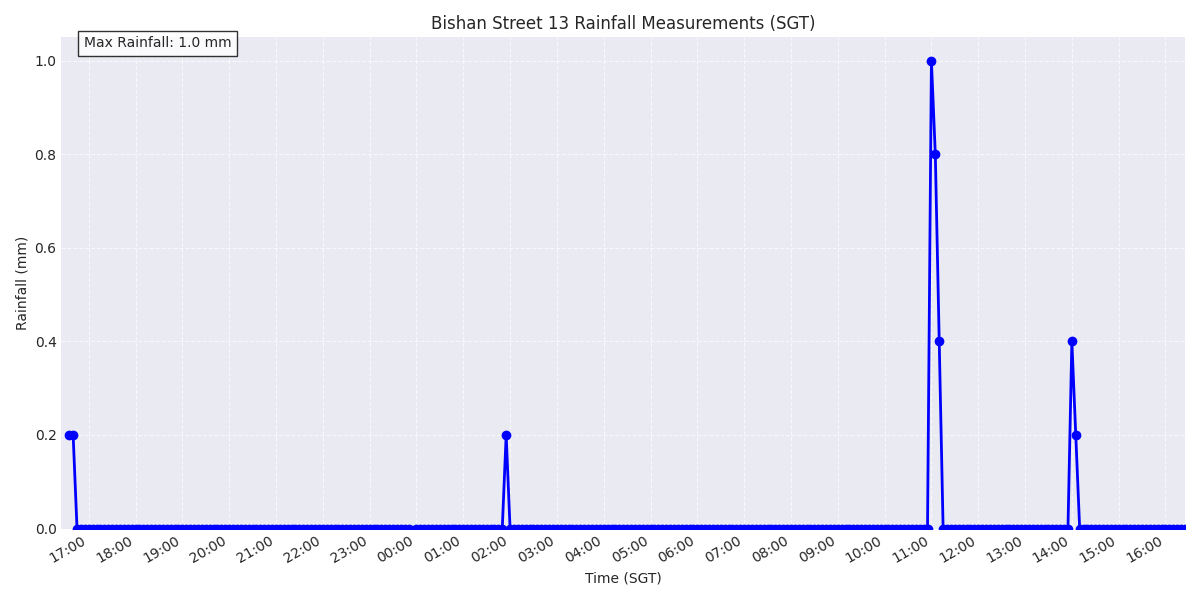 Bishan Street 13 Rainfall Measurements (SGT)
Max Rainfall: 1.0 mm
1.0
0.8
0.6
0.4
0.2
0.0
Rainfall (mm)
17:00 18:00 19:00 20:00 21:00 22:00 23:00 00:00 01:00 02:00 03:00 04:00 05:00 06:00 07:00 08:00 09:00 10:00 11:00 12:00 13:00 14:00 15:00 16:00
Time (SGT)